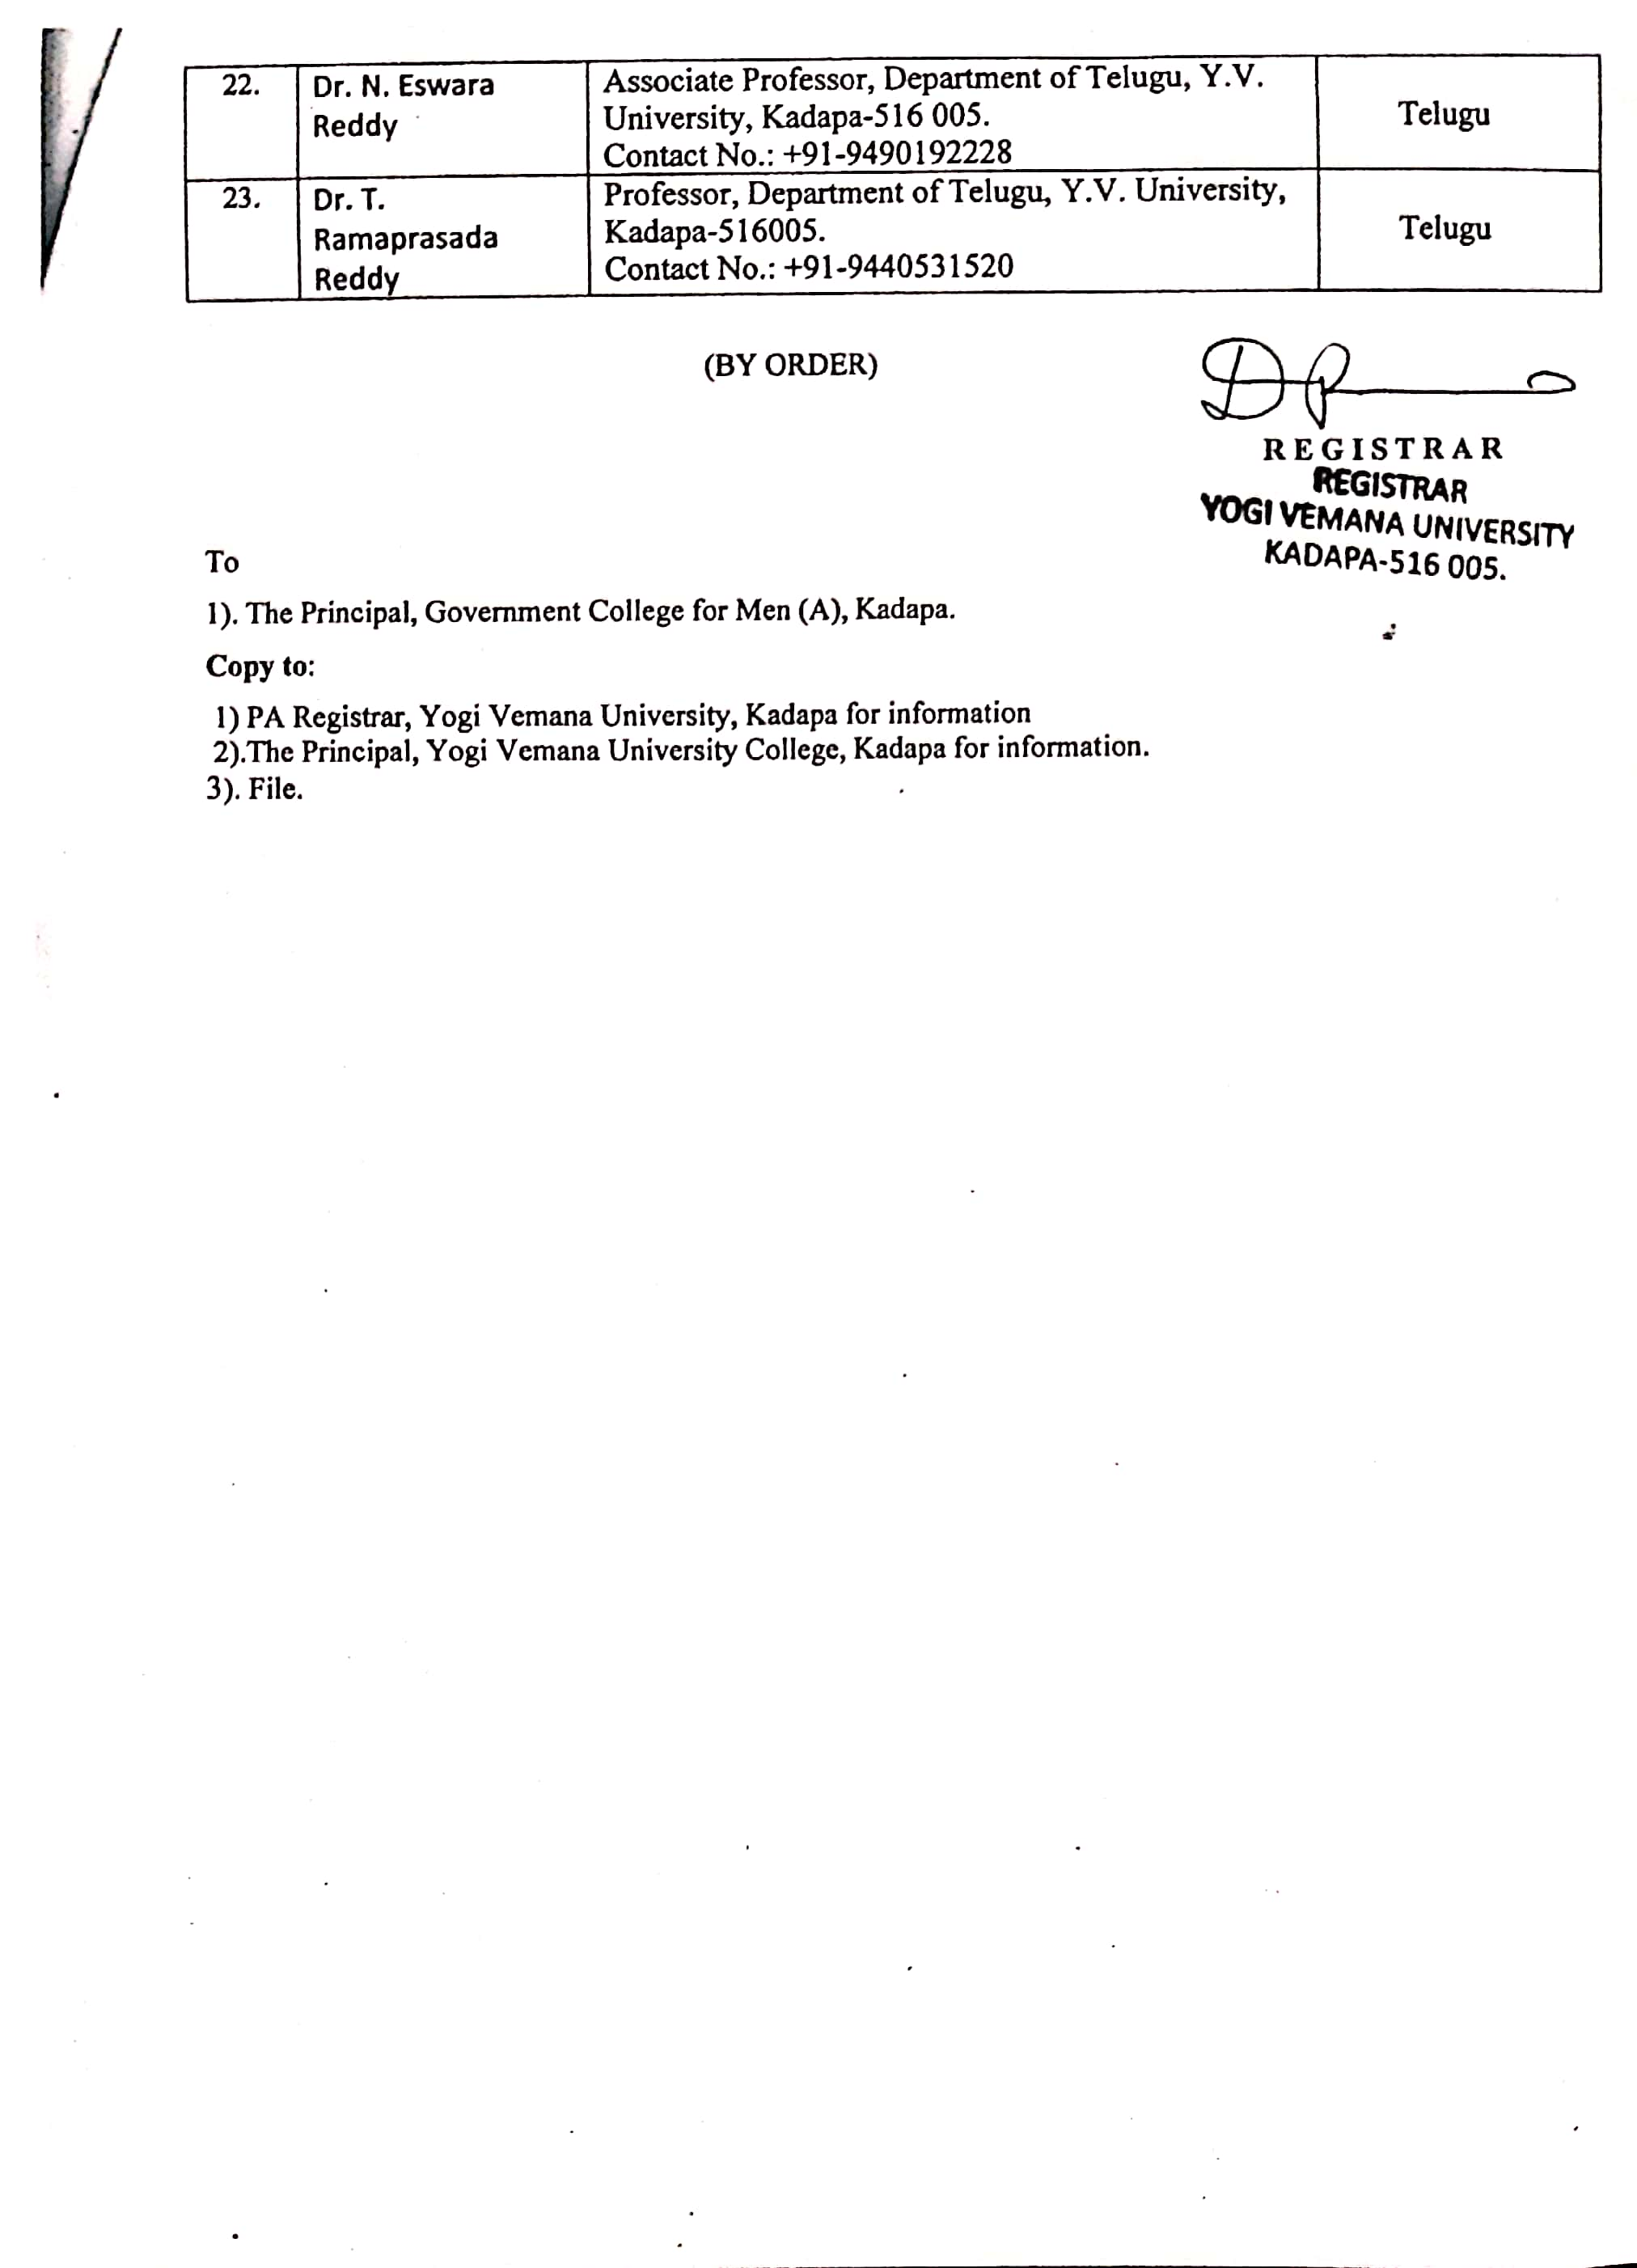 22. Dr. N. Eswara Reddy Associate Professor, Department of Telugu, Y.V. University, Kadapa-516 005. Contact No.: +91-9490192228 Telugu
23. Dr. T. Ramaprasada Reddy Professor, Department of Telugu, Y.V. University, Kadapa-516005. Contact No.: +91-9440531520 Telugu
(BY ORDER)
REGISTRAR
REGISTRAR
YOGI VEMANA UNIVERSITY
KADAPA-516 005.
To
1). The Principal, Government College for Men (A), Kadapa.
Copy to:
1) PA Registrar, Yogi Vemana University, Kadapa for information
2).The Principal, Yogi Vemana University College, Kadapa for information.
3). File.